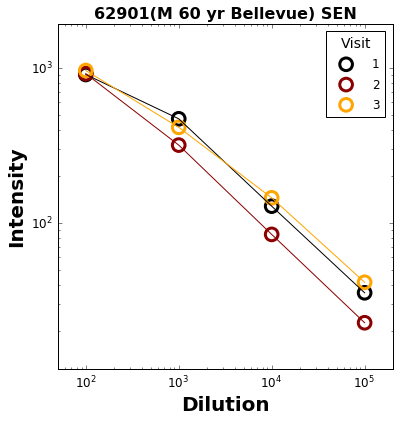 62901(M 60 yr Bellevue) SEN
Visit
1
2
3
Intensity
10³
10²
10² 10³ 10⁴ 10⁵
Dilution